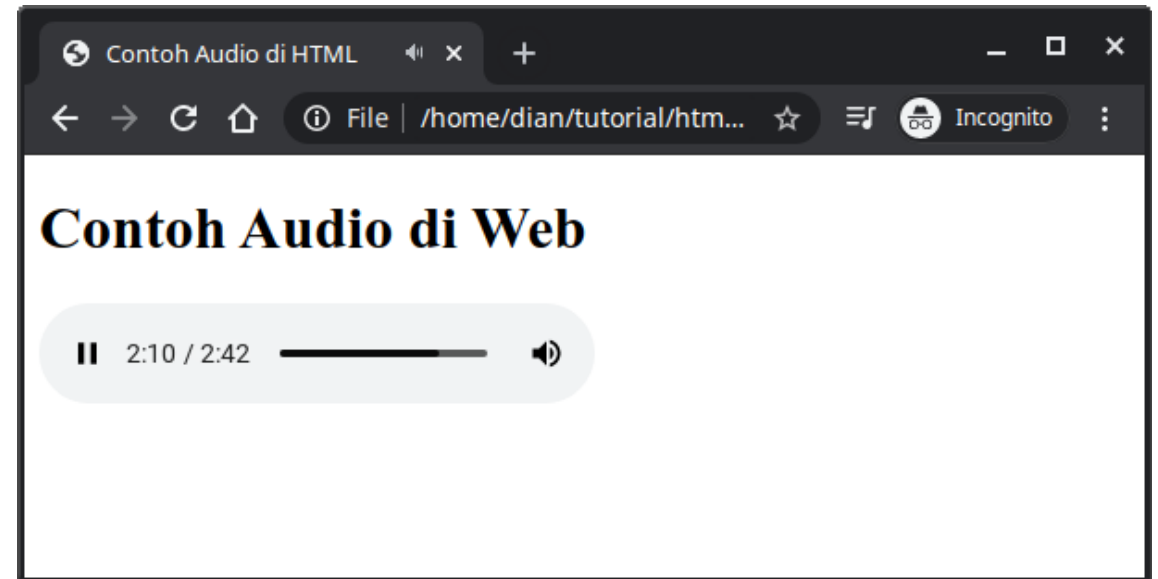 Contoh Audio di HTML
File | /home/dian/tutorial/htm...
Incognito
Contoh Audio di Web
2:10 / 2:42